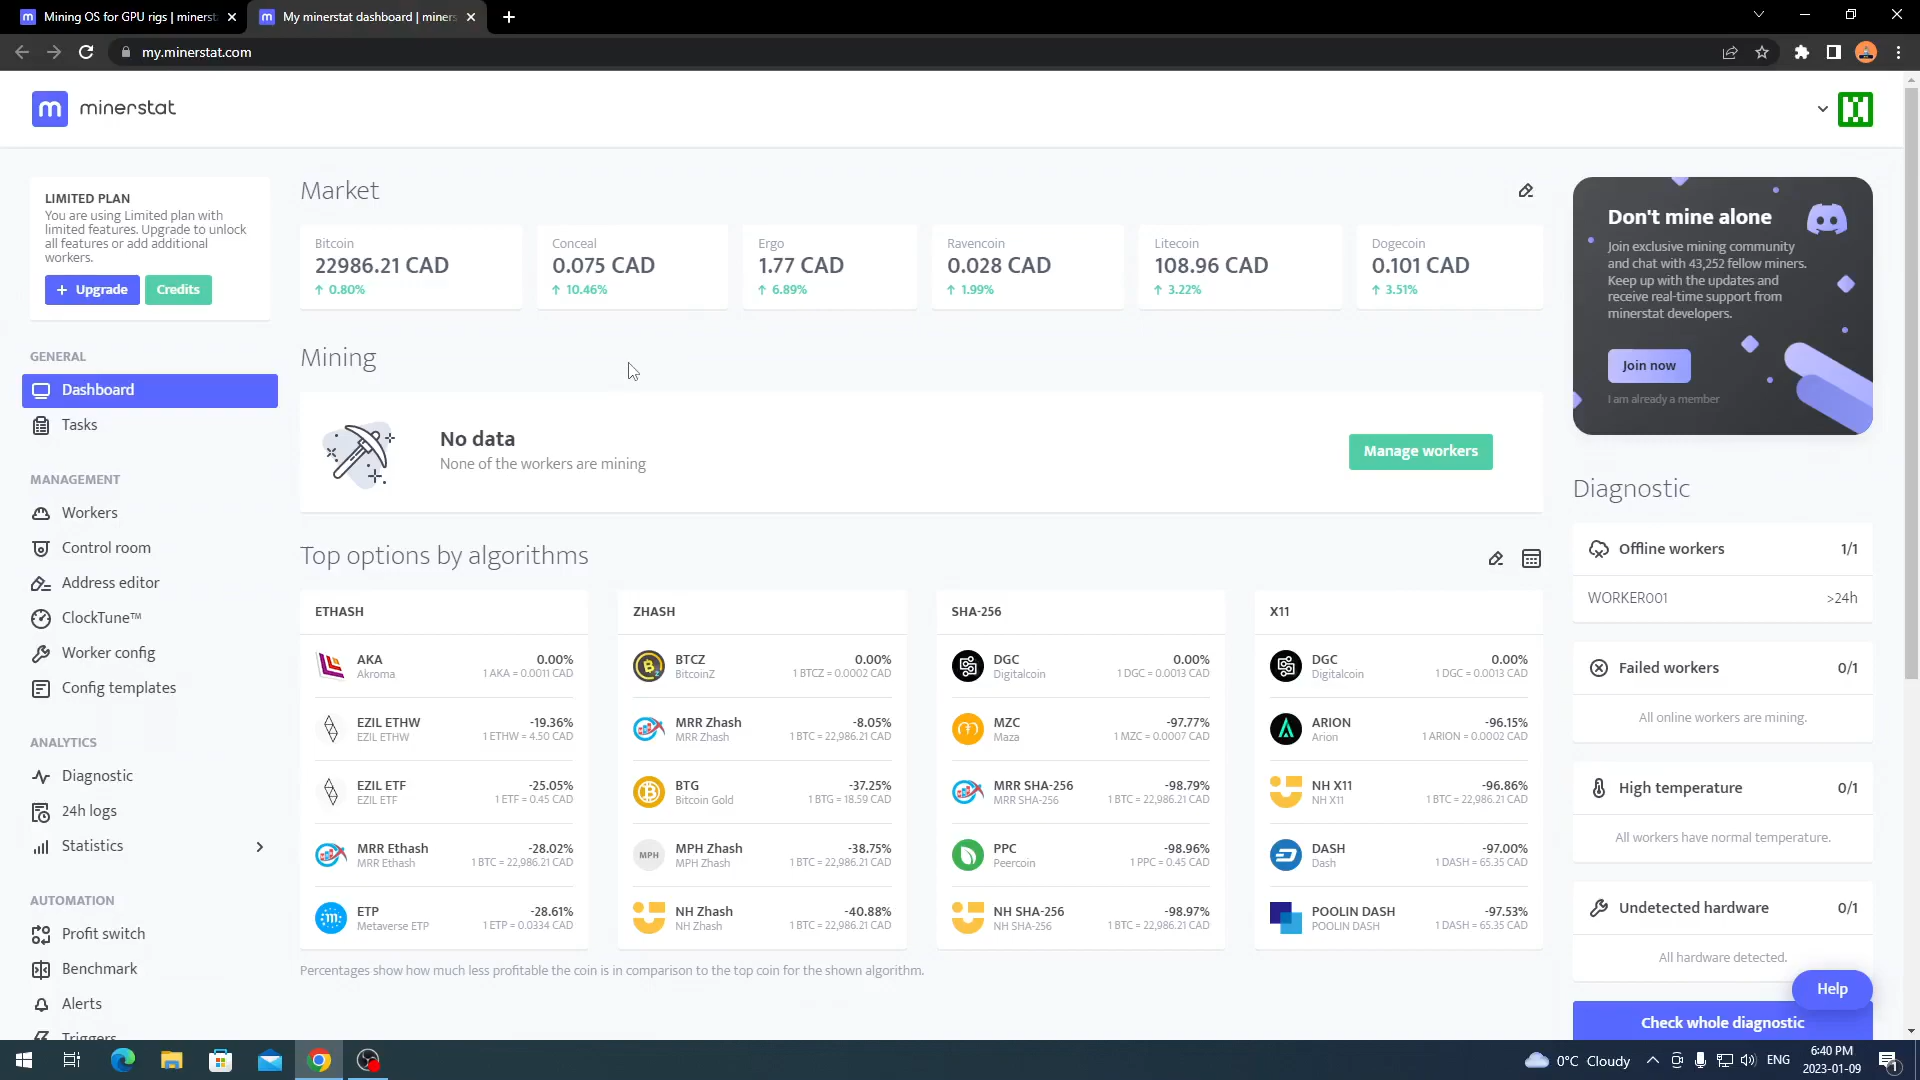 Mining OS for GPU rigs | minerst
My minerstat dashboard | miners
my.minerstat.com
m minerstat
LIMITED PLAN
You are using Limited plan with
limited features. Upgrade to unlock
all features or add additional
workers.
+ Upgrade
Credits
GENERAL
Dashboard
Tasks
MANAGEMENT
Workers
Control room
Address editor
ClockTune™
Worker config
Config templates
ANALYTICS
Diagnostic
24h logs
Statistics
AUTOMATION
Profit switch
Benchmark
Alerts
Triggers
Market
Bitcoin
22986.21 CAD
↑ 0.80%
Conceal
0.075 CAD
↑ 10.46%
Ergo
1.77 CAD
↑ 6.89%
Ravencoin
0.028 CAD
↑ 1.99%
Litecoin
108.96 CAD
↑ 3.22%
Dogecoin
0.101 CAD
↑ 3.51%
Mining
No data
None of the workers are mining
Manage workers
Top options by algorithms
ETHASH
AKA 0.00%
Akroma 1 AKA = 0.0011 CAD
EZIL ETHW -19.36%
EZIL ETHW 1 ETHW = 4.50 CAD
EZIL ETF -25.05%
EZIL ETF 1 ETF = 0.45 CAD
MRR Ethash -28.02%
MRR Ethash 1 BTC = 22,986.21 CAD
ETP -28.61%
Metaverse ETP 1 ETP = 0.0334 CAD
ZHASH
BTCZ 0.00%
BitcoinZ 1 BTCZ = 0.0002 CAD
MRR Zhash -8.05%
MRR Zhash 1 BTC = 22,986.21 CAD
BTG -37.25%
Bitcoin Gold 1 BTG = 18.59 CAD
MPH
MPH Zhash -38.75%
MPH Zhash 1 BTC = 22,986.21 CAD
NH Zhash -40.88%
NH Zhash 1 BTC = 22,986.21 CAD
SHA-256
DGC 0.00%
Digitalcoin 1 DGC = 0.0013 CAD
MZC -97.77%
Maza 1 MZC = 0.0007 CAD
MRR SHA-256 -98.79%
MRR SHA-256 1 BTC = 22,986.21 CAD
PPC -98.96%
Peercoin 1 PPC = 0.45 CAD
NH SHA-256 -98.97%
NH SHA-256 1 BTC = 22,986.21 CAD
X11
DGC 0.00%
Digitalcoin 1 DGC = 0.0013 CAD
ARION -96.15%
Arion 1 ARION = 0.0002 CAD
NH X11 -96.86%
NH X11 1 BTC = 22,986.21 CAD
DASH -97.00%
Dash 1 DASH = 65.35 CAD
POOLIN DASH -97.53%
POOLIN DASH 1 DASH = 65.35 CAD
Percentages show how much less profitable the coin is in comparison to the top coin for the shown algorithm.
Don't mine alone
Join exclusive mining community
and chat with 43,252 fellow miners.
Keep up with the updates and
receive real-time support from
minerstat developers.
Join now
I am already a member
Diagnostic
Offline workers 1/1
WORKER001 >24h
Failed workers 0/1
All online workers are mining.
High temperature 0/1
All workers have normal temperature.
Undetected hardware 0/1
All hardware detected.
Help
Check whole diagnostic
0°C Cloudy
ENG
6:40 PM
2023-01-09
1